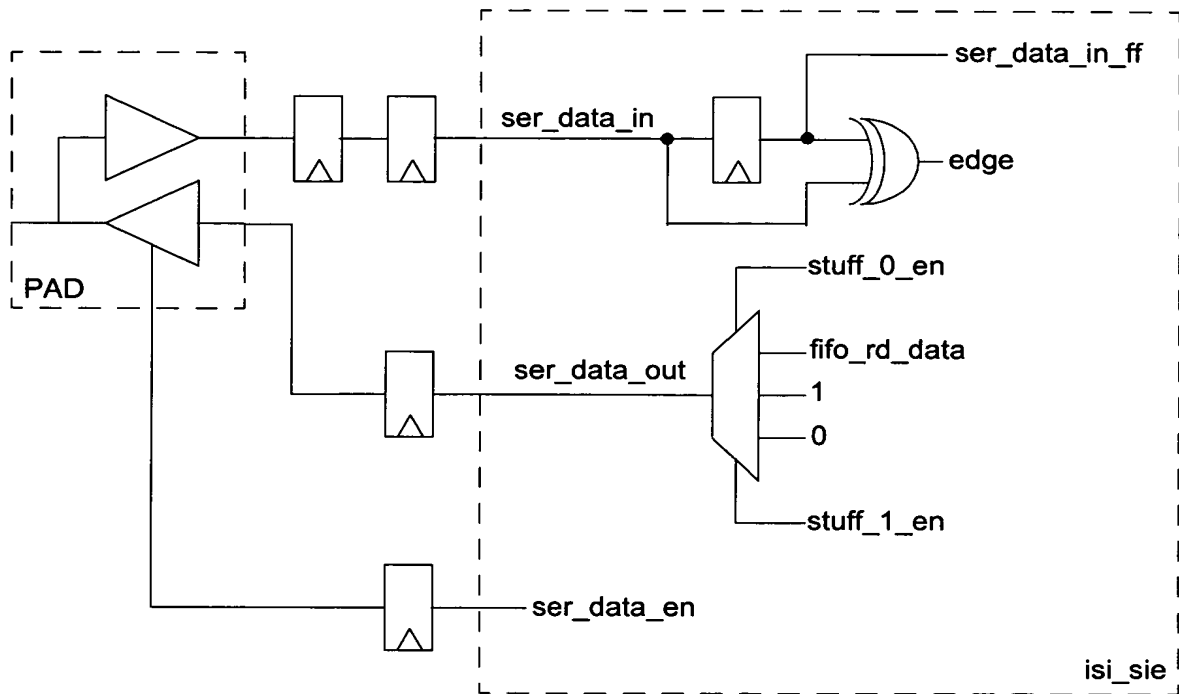 ser_data_in_ff
ser_data_in
edge
PAD
stuff_0_en
fifo_rd_data
ser_data_out
1
0
stuff_1_en
ser_data_en
isi_sie